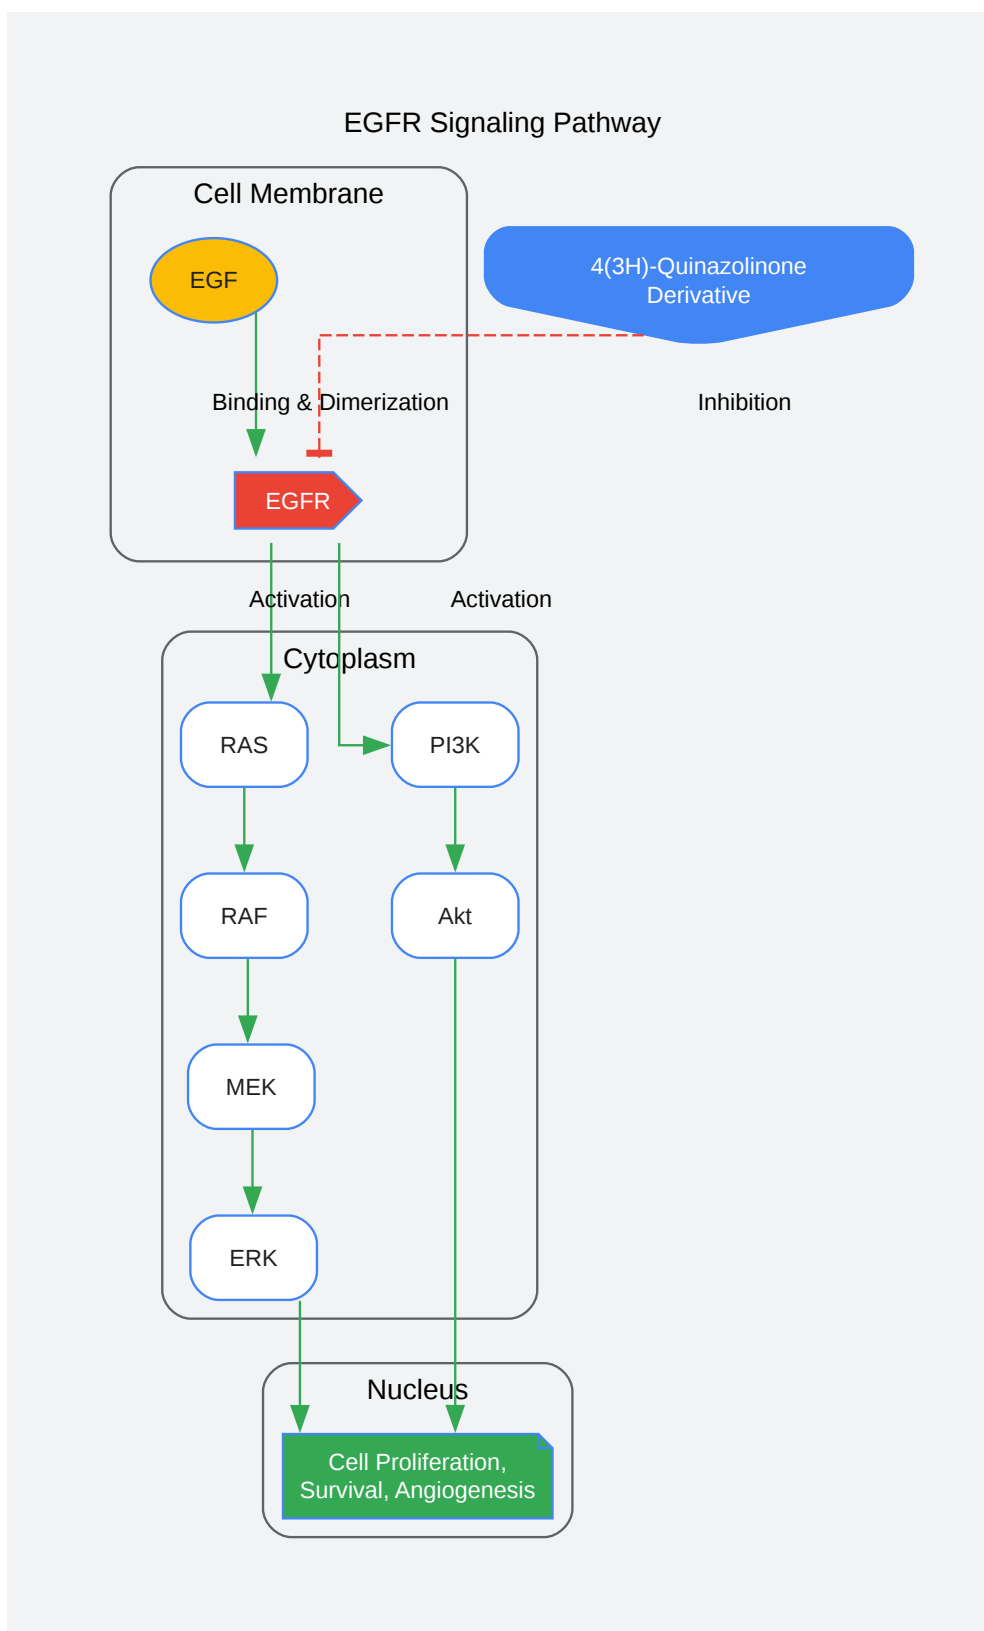 EGFR Signaling Pathway
Cell Membrane
EGF
4(3H)-Quinazolinone
Derivative
Binding & Dimerization
Inhibition
EGFR
Activation
Activation
Cytoplasm
RAS
PI3K
RAF
Akt
MEK
ERK
Nucleus
Cell Proliferation,
Survival, Angiogenesis